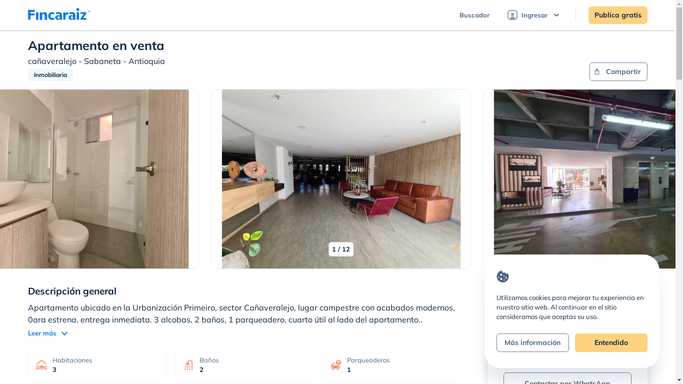 Fincaraiz
Buscador
Ingresar
Publica gratis
Apartamento en venta
cañaveralejo - Sabaneta - Antioquia
Inmobiliaria
Compartir
1 / 12
Descripción general
Apartamento ubicado en la Urbanización Primeiro, sector Cañaveralejo, lugar campestre con acabados modernos,
0ara estrena, entrega inmediata. 3 alcobas, 2 baños, 1 parqueadero, cuarto útil al lado del apartamento..
Leer más
Habitaciones
3
Baños
2
Parqueaderos
1
Utilizamos cookies para mejorar tu experiencia en
nuestro sitio web. Al continuar en el sitio
consideramos que aceptas su uso.
Más información
Entendido
Contactar por WhatsApp